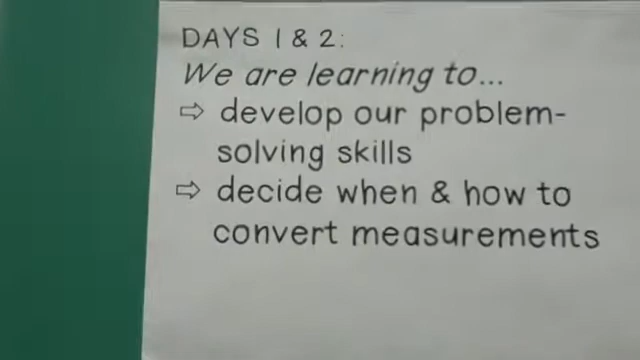 DAYS 1 & 2:
We are learning to...
⇨ develop our problem-
solving skills
⇨ decide when & how to
convert measurements